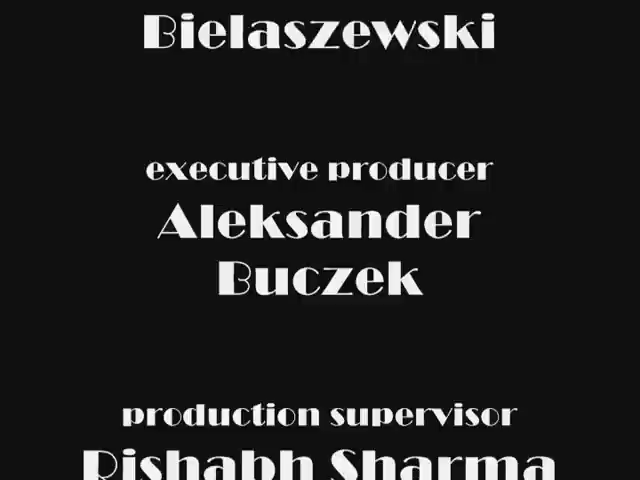 Bielaszewski
executive producer
Aleksander
Buczek
production supervisor
Rishabh Sharma